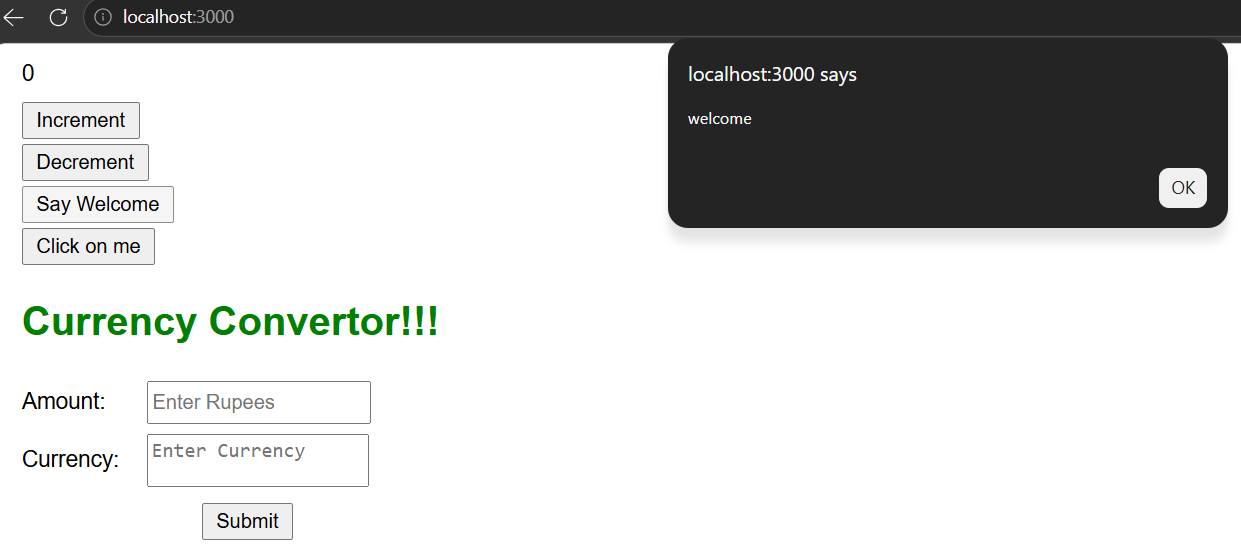 localhost:3000
0
localhost:3000 says
welcome
OK
Increment
Decrement
Say Welcome
Click on me
Currency Convertor!!!
Amount: Enter Rupees
Currency: Enter Currency
Submit